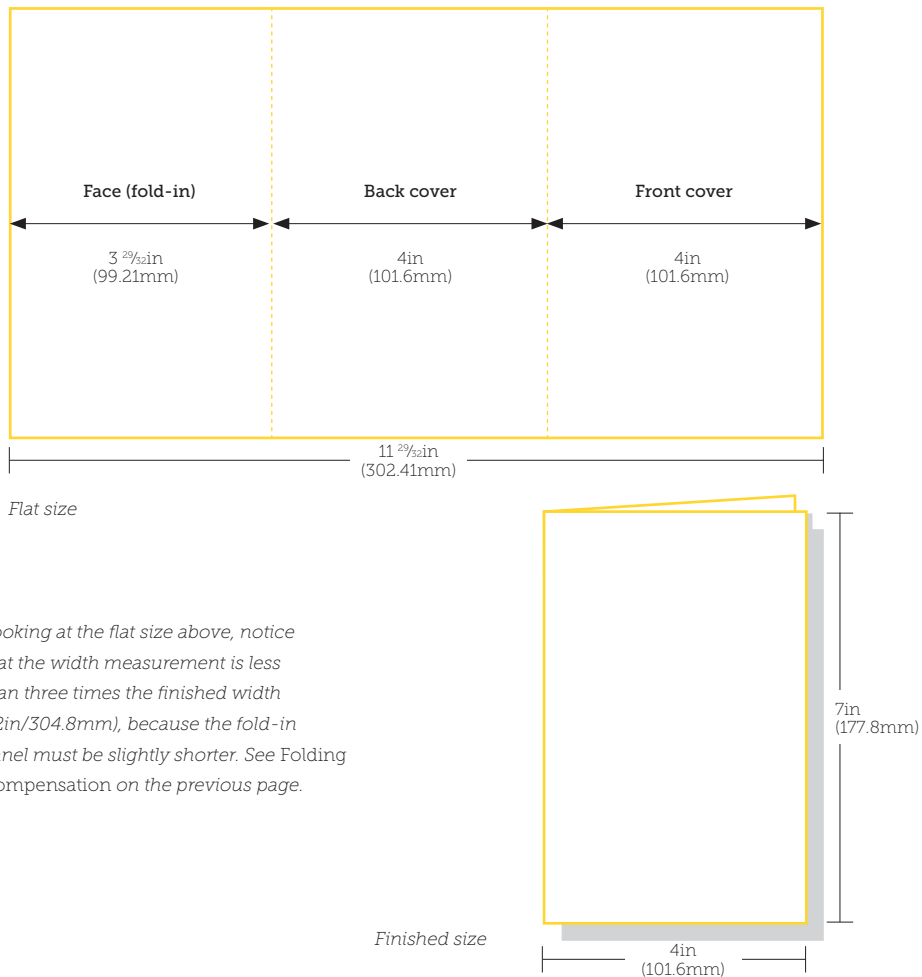 Face (fold-in)
Back cover
Front cover
3 29/32in
(99.21mm)
4in
(101.6mm)
4in
(101.6mm)
11 29/32in
(302.41mm)
Flat size
ooking at the flat size above, notice
at the width measurement is less
an three times the finished width
2in/304.8mm), because the fold-in
nel must be slightly shorter. See Folding
ompensation on the previous page.
7in
(177.8mm)
Finished size
4in
(101.6mm)